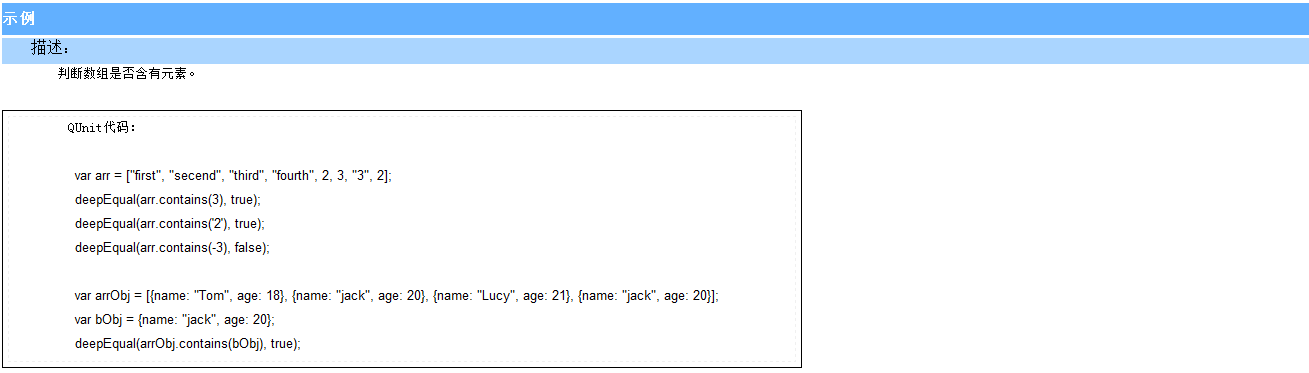 示例
描述：
判断数组是否含有元素。
QUnit代码：
var arr = ["first", "secend", "third", "fourth", 2, 3, "3", 2];
deepEqual(arr.contains(3), true);
deepEqual(arr.contains('2'), true);
deepEqual(arr.contains(-3), false);
var arrObj = [{name: "Tom", age: 18}, {name: "jack", age: 20}, {name: "Lucy", age: 21}, {name: "jack", age: 20}];
var bObj = {name: "jack", age: 20};
deepEqual(arrObj.contains(bObj), true);